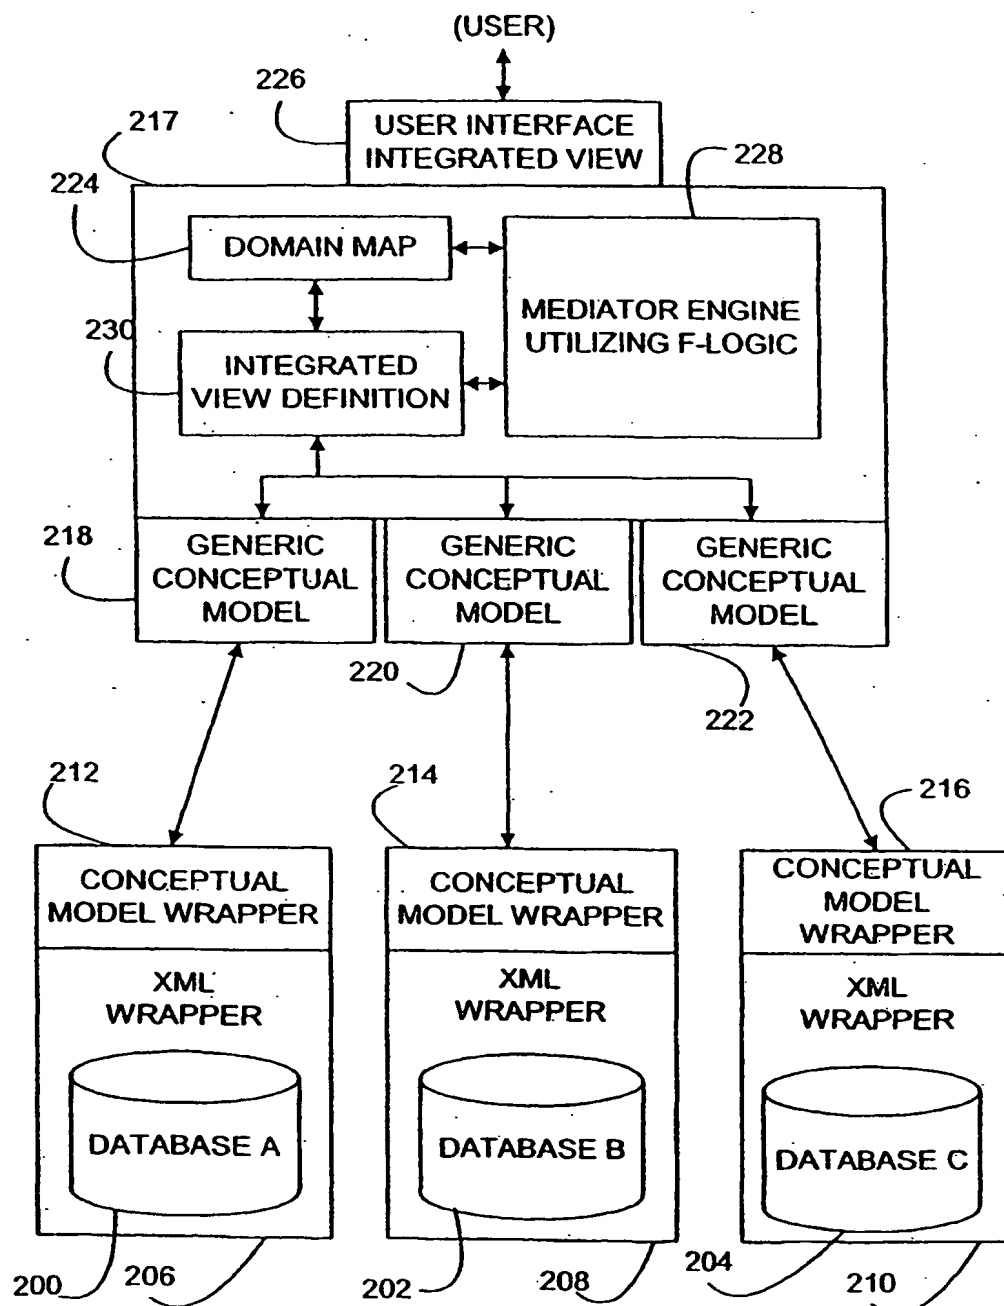 (USER)
226
USER INTERFACE
INTEGRATED VIEW
217
228
224
DOMAIN MAP
MEDIATOR ENGINE
UTILIZING F-LOGIC
230
INTEGRATED
VIEW DEFINITION
218
GENERIC
CONCEPTUAL
MODEL
GENERIC
CONCEPTUAL
MODEL
GENERIC
CONCEPTUAL
MODEL
220
222
212
214
216
CONCEPTUAL
MODEL WRAPPER
CONCEPTUAL
MODEL WRAPPER
CONCEPTUAL
MODEL
WRAPPER
XML
WRAPPER
XML
WRAPPER
XML
WRAPPER
DATABASE A
DATABASE B
DATABASE C
200
206
202
208
204
210